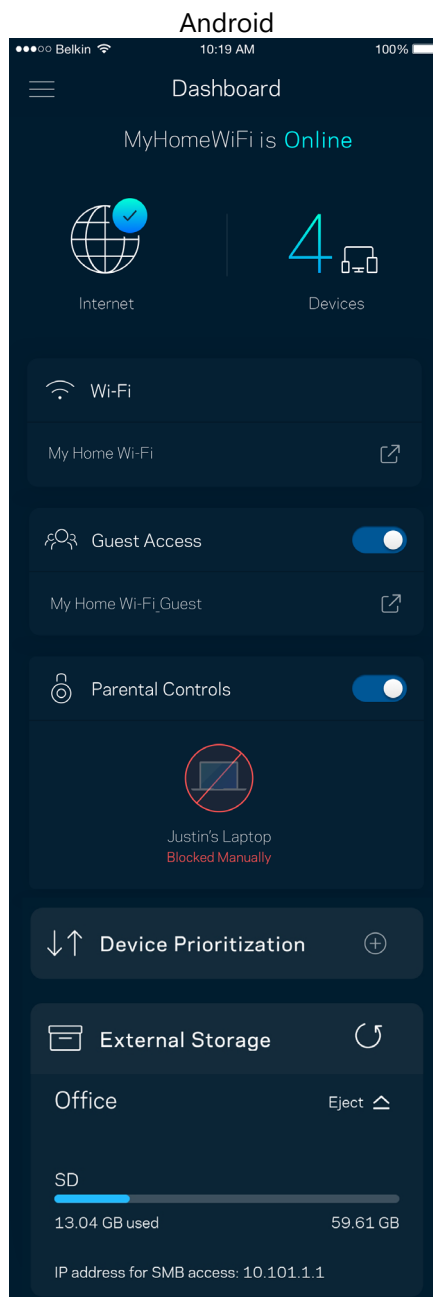 Android
Belkin 10:19 AM 100%
Dashboard
MyHomeWiFi is Online
4
Internet Devices
Wi-Fi
My Home Wi-Fi
Guest Access
My Home Wi-Fi_Guest
Parental Controls
Justin's Laptop
Blocked Manually
Device Prioritization
External Storage
Office Eject
SD
13.04 GB used 59.61 GB
IP address for SMB access: 10.101.1.1